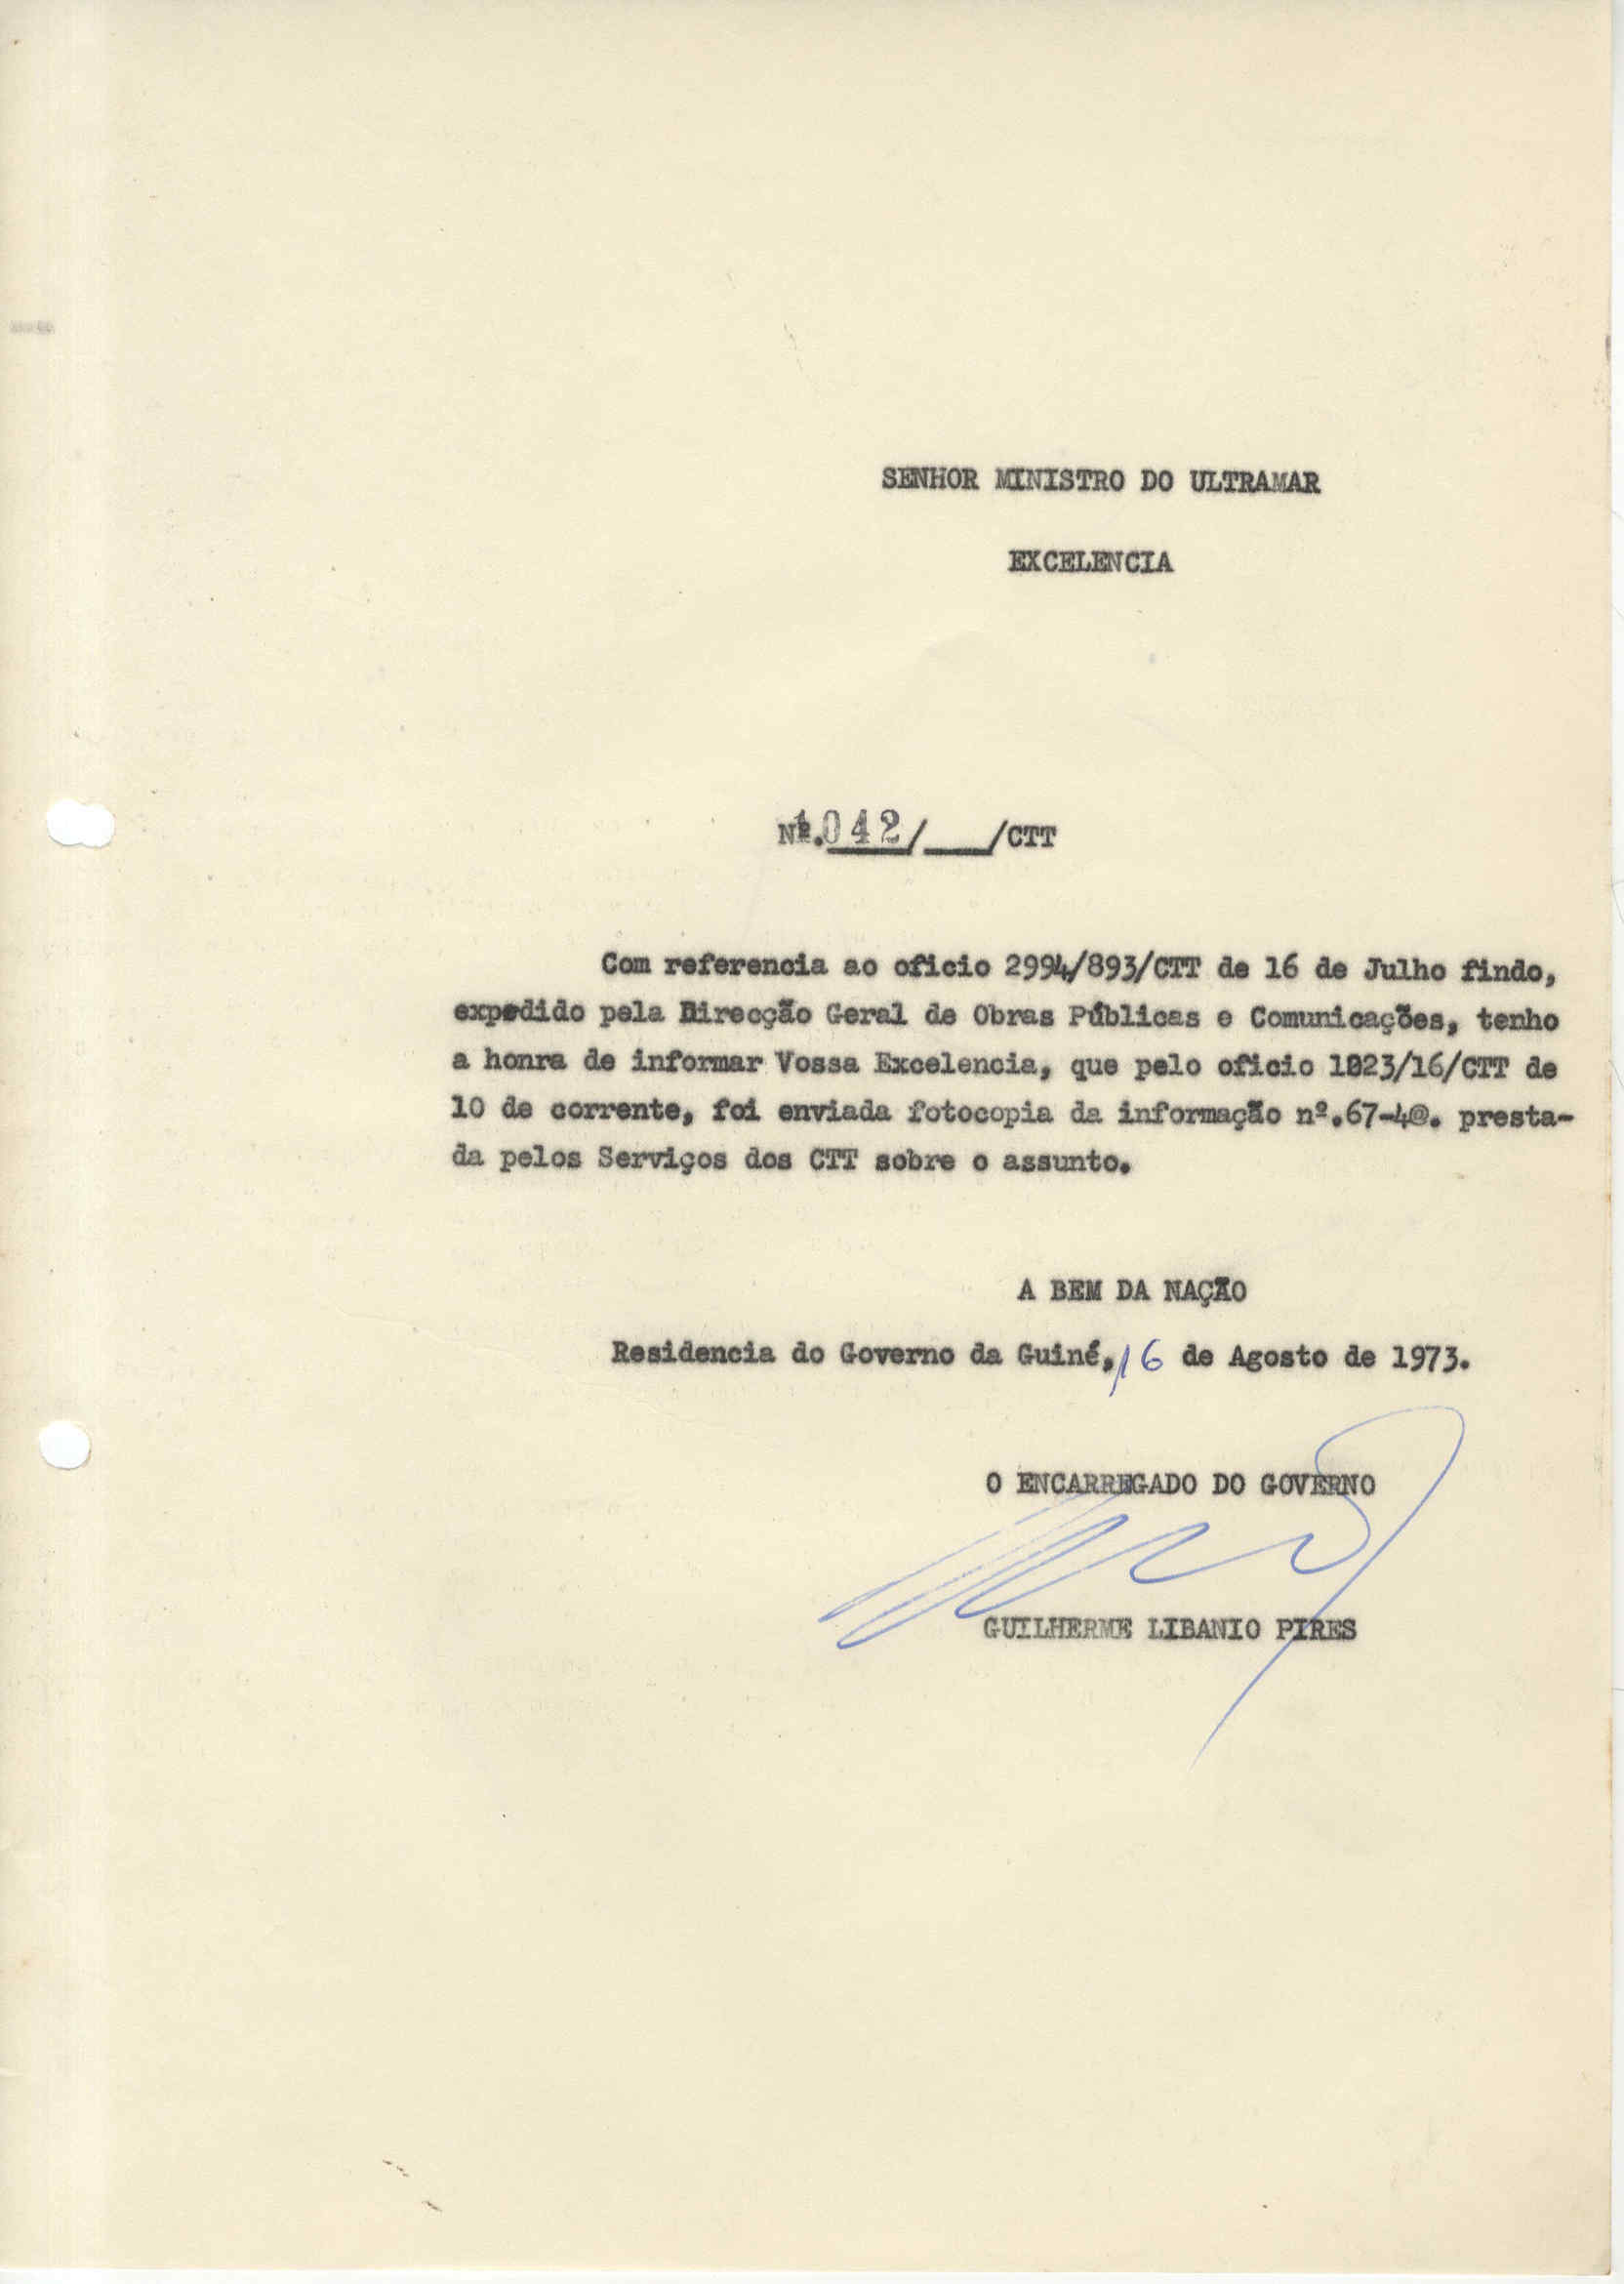 SENHOR MINISTRO DO ULTRAMAR
EXCELENCIA
Nº.1042/___/CTT
Com referencia ao oficio 2994/893/CTT de 16 de Julho findo,
expedido pela Direcção Geral de Obras Públicas e Comunicações, tenho
a honra de informar Vossa Excelencia, que pelo oficio 1023/16/CTT de
10 de corrente, foi enviada fotocopia da informação nº.67-4@. presta-
da pelos Serviços dos CTT sobre o assunto.
A BEM DA NAÇÃO
Residencia do Governo da Guiné, 16 de Agosto de 1973.
O ENCARREGADO DO GOVERNO
GUILHERME LIBANIO PIRES